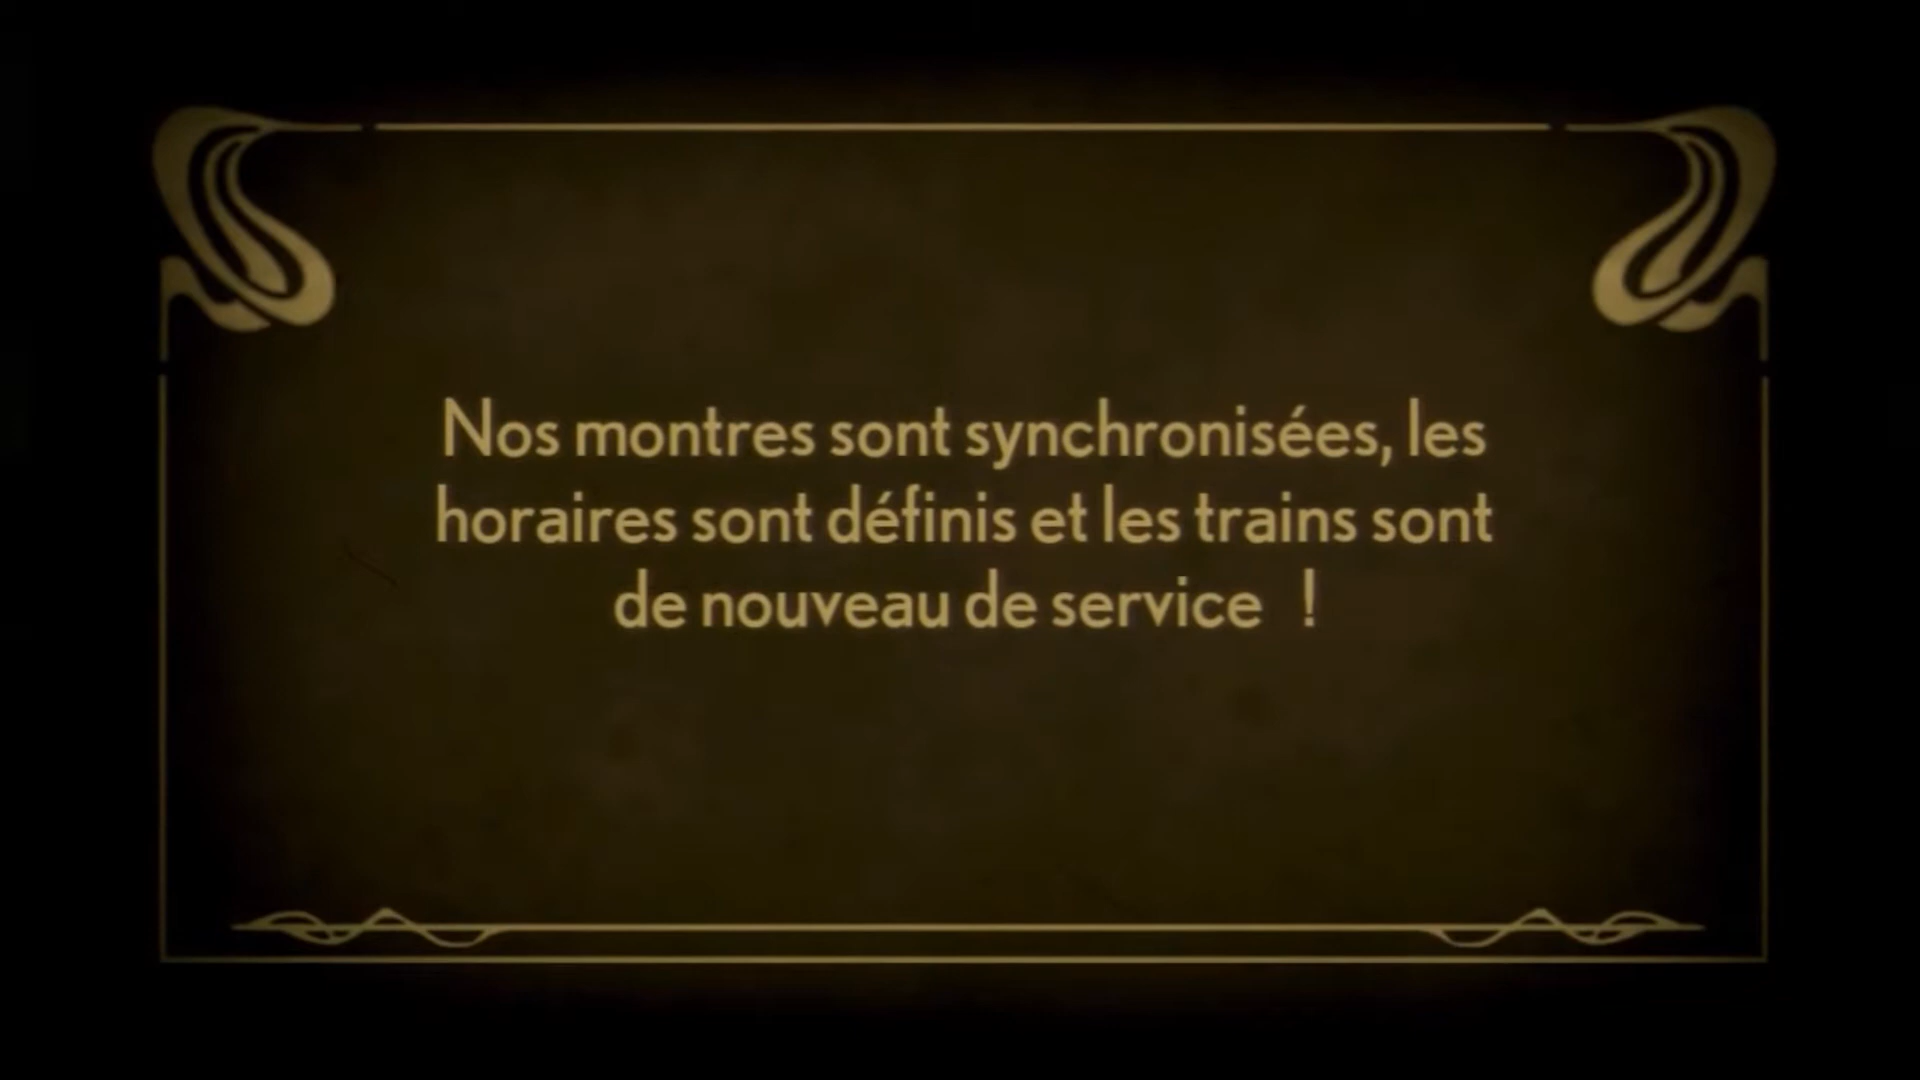 Nos montres sont synchronisées, les
horaires sont définis et les trains sont
de nouveau de service !